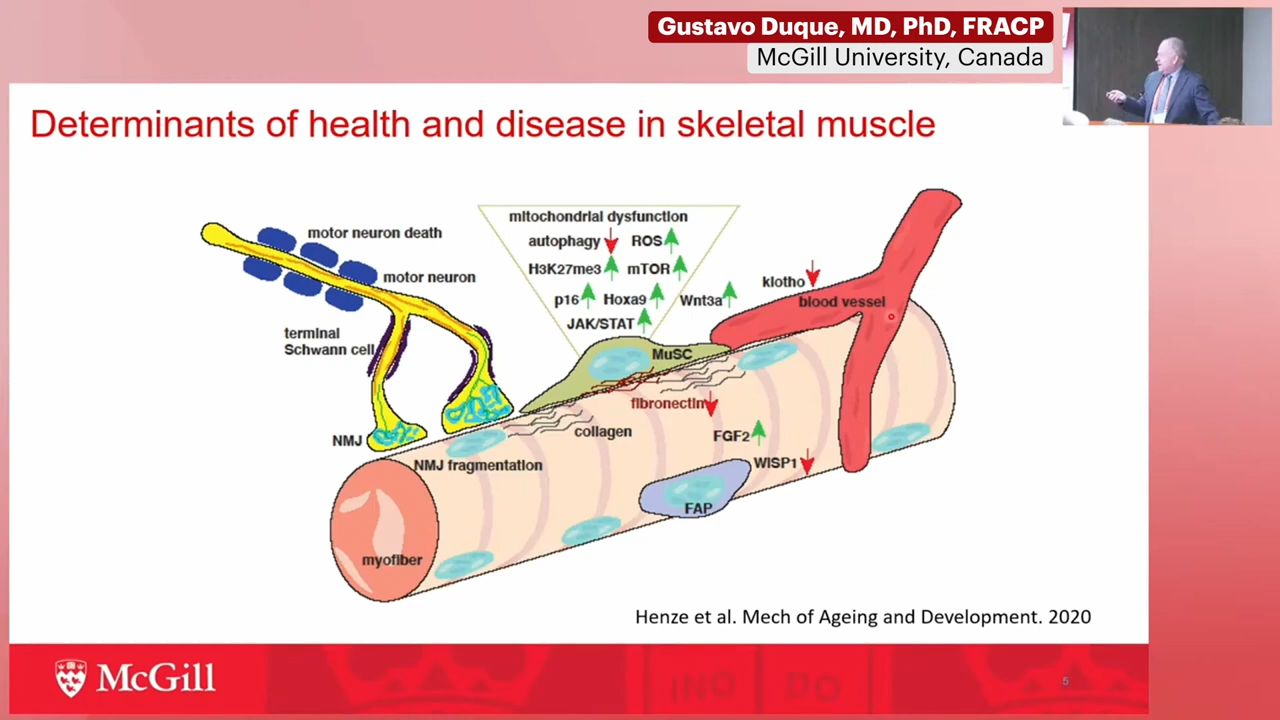 Gustavo Duque, MD, PhD, FRACP
McGill University, Canada
Determinants of health and disease in skeletal muscle
motor neuron death
motor neuron
terminal
Schwann cell
NMJ
NMJ fragmentation
myofiber
mitochondrial dysfunction
autophagy ROS
H3K27me3 mTOR
p16 Hoxa9 Wnt3a
JAK/STAT
MuSC
klotho
blood vessel
fibronectin
collagen
FGF2
WISP1
FAP
Henze et al. Mech of Ageing and Development. 2020
McGill
INO DO
5